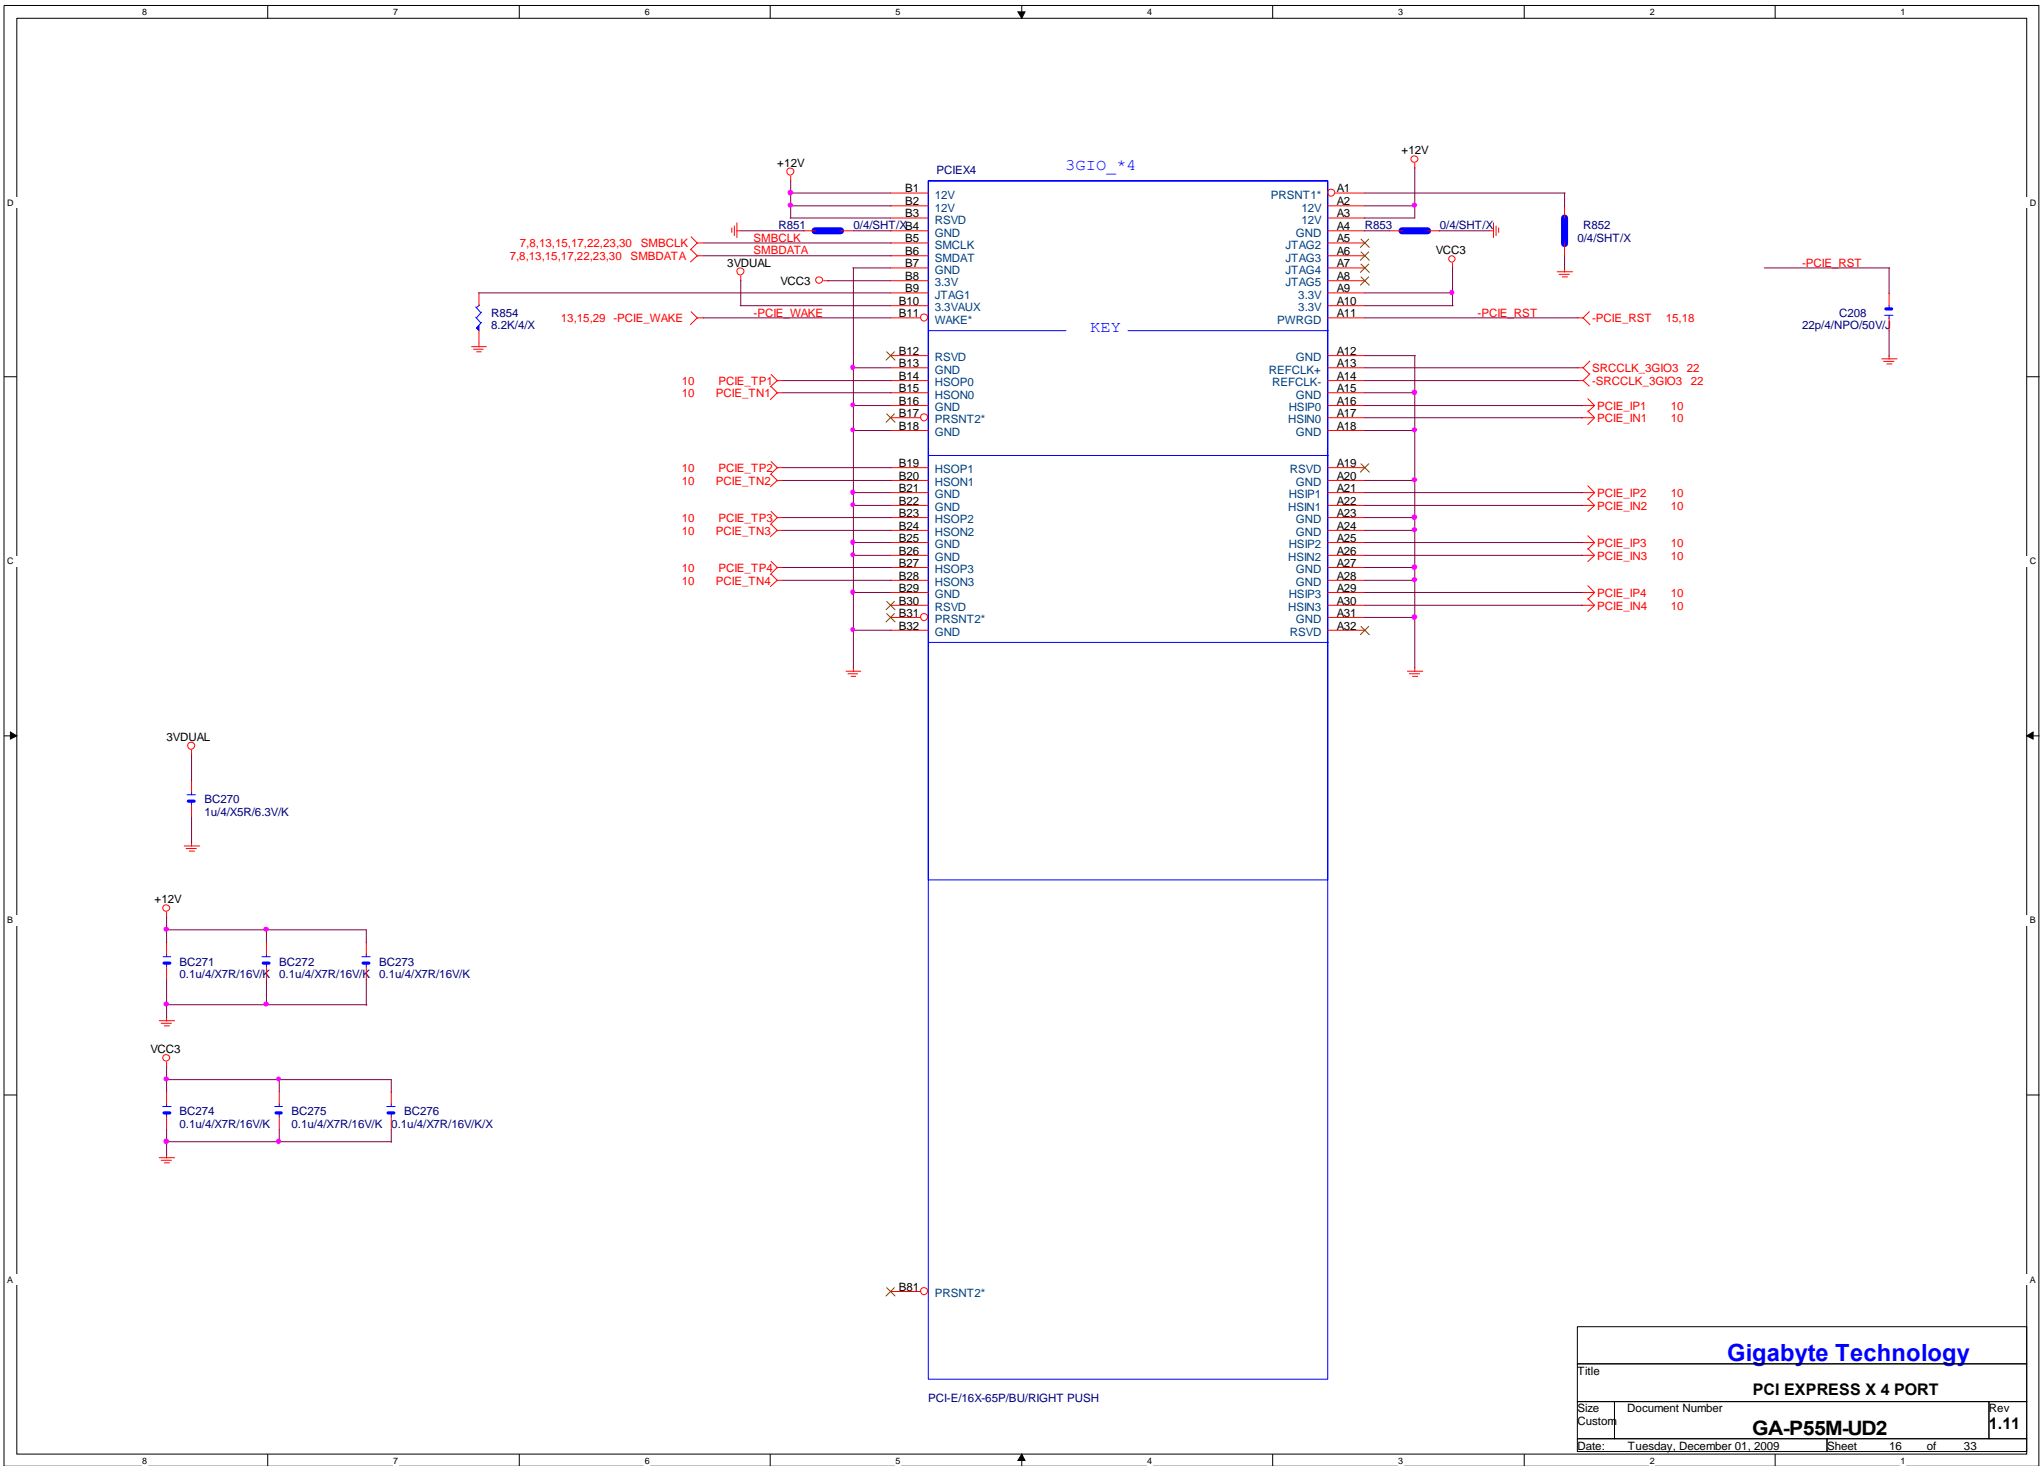 8 7 6 5 4 3 2 1
D D
C C
B B
A A
+12V
PCIEX4
3GIO_*4
+12V
B1 12V
B2 12V
B3 RSVD
R851 0/4/SHT/X B4 GND
7,8,13,15,17,22,23,30 SMBCLK SMBCLK B5 SMCLK
7,8,13,15,17,22,23,30 SMBDATA SMBDATA B6 SMDAT
3VDUAL B7 GND
VCC3 B8 3.3V
B9 JTAG1
B10 3.3VAUX
R854
8.2K/4/X
13,15,29 -PCIE_WAKE -PCIE_WAKE B11 WAKE*
KEY
B12 RSVD
B13 GND
10 PCIE_TP1 B14 HSOP0
10 PCIE_TN1 B15 HSON0
B16 GND
B17 PRSNT2*
B18 GND
10 PCIE_TP2 B19 HSOP1
10 PCIE_TN2 B20 HSON1
B21 GND
B22 GND
10 PCIE_TP3 B23 HSOP2
10 PCIE_TN3 B24 HSON2
B25 GND
B26 GND
10 PCIE_TP4 B27 HSOP3
10 PCIE_TN4 B28 HSON3
B29 GND
B30 RSVD
B31 PRSNT2*
B32 GND
PRSNT1* A1
12V A2
12V A3
GND A4 R853 0/4/SHT/X
R852
0/4/SHT/X
JTAG2 A5
JTAG3 A6 VCC3
JTAG4 A7
JTAG5 A8
3.3V A9
3.3V A10
PWRGD A11 -PCIE_RST -PCIE_RST 15,18
-PCIE_RST
C208
22p/4/NPO/50V/J
GND A12
REFCLK+ A13 SRCCLK_3GIO3 22
REFCLK- A14 -SRCCLK_3GIO3 22
GND A15
HSIP0 A16 PCIE_IP1 10
HSIN0 A17 PCIE_IN1 10
GND A18
RSVD A19
GND A20
HSIP1 A21 PCIE_IP2 10
HSIN1 A22 PCIE_IN2 10
GND A23
GND A24
HSIP2 A25 PCIE_IP3 10
HSIN2 A26 PCIE_IN3 10
GND A27
GND A28
HSIP3 A29 PCIE_IP4 10
HSIN3 A30 PCIE_IN4 10
GND A31
RSVD A32
3VDUAL
BC270
1u/4/X5R/6.3V/K
+12V
BC271 BC272 BC273
0.1u/4/X7R/16V/K 0.1u/4/X7R/16V/K 0.1u/4/X7R/16V/K
VCC3
BC274 BC275 BC276
0.1u/4/X7R/16V/K 0.1u/4/X7R/16V/K 0.1u/4/X7R/16V/K/X
B81 PRSNT2*
PCI-E/16X-65P/BU/RIGHT PUSH
Gigabyte Technology
Title
PCI EXPRESS X 4 PORT
Size Document Number Rev
Custom GA-P55M-UD2 1.11
Date: Tuesday, December 01, 2009 Sheet 16 of 33
8 7 6 5 4 3 2 1